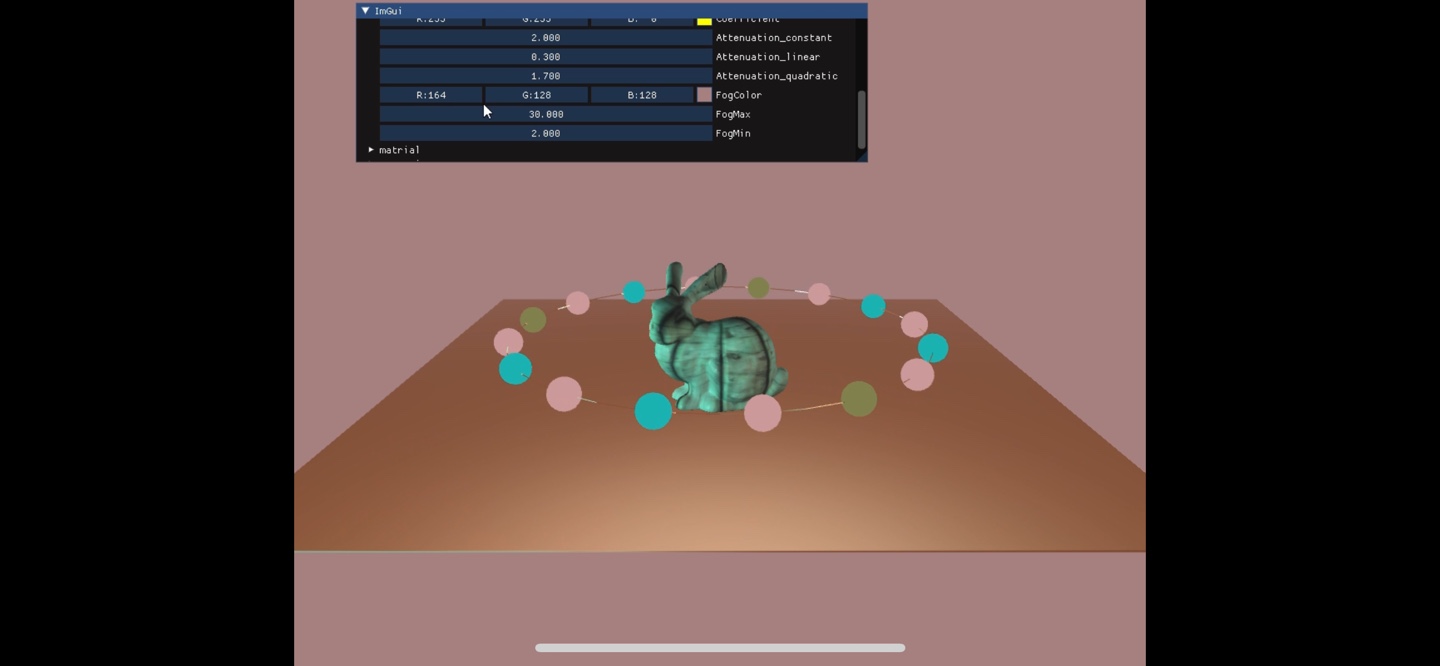 ImGui
Coefficient
2.000 Attenuation_constant
0.300 Attenuation_linear
1.700 Attenuation_quadratic
R:164 G:128 B:128 FogColor
30.000 FogMax
2.000 FogMin
matrial